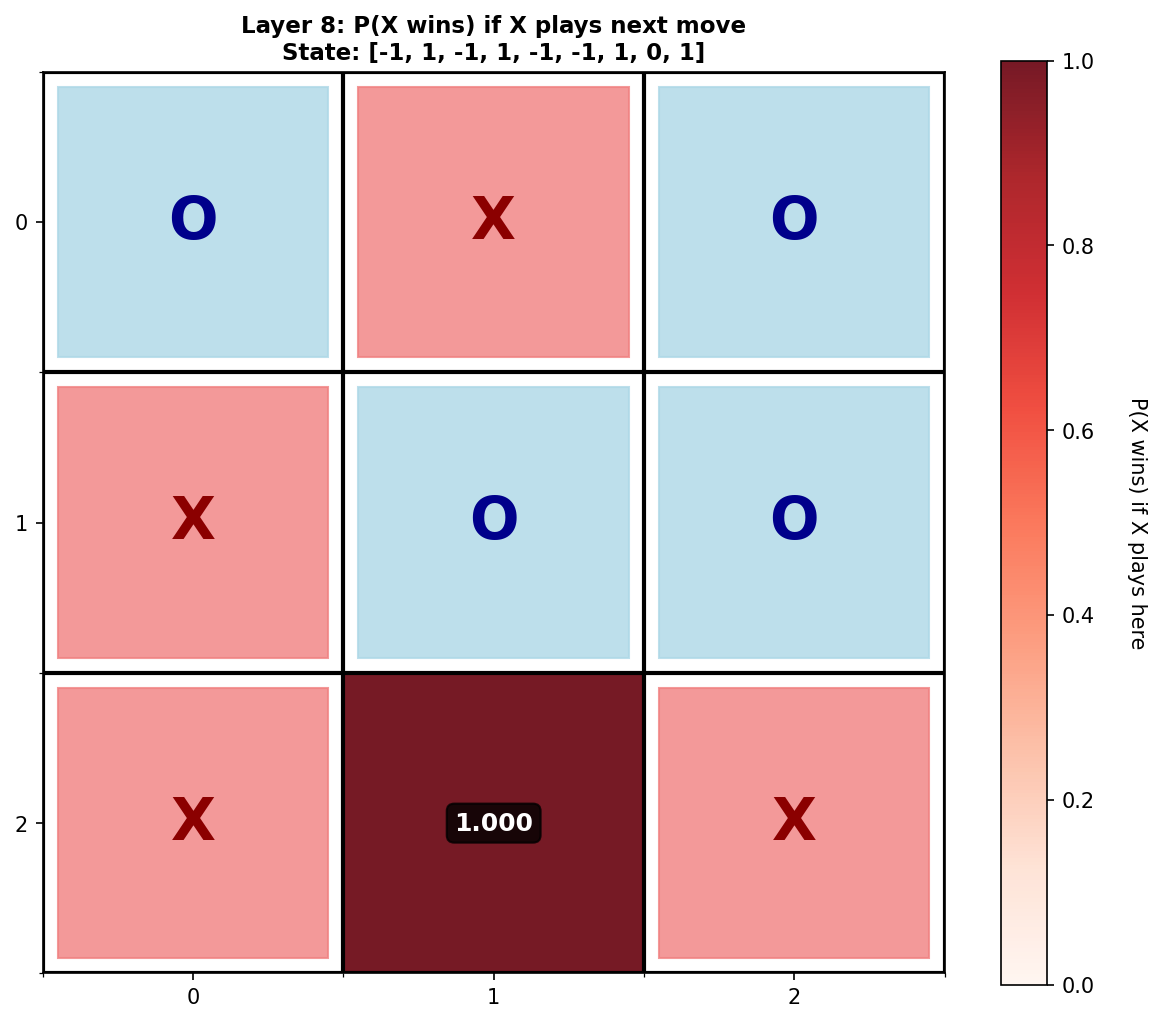 Layer 8: P(X wins) if X plays next move
State: [-1, 1, -1, 1, -1, -1, 1, 0, 1]
1.0
0 O X O
0.8
0.6
P(X wins) if X plays here
1 X O O
0.4
2 X 1.000 X
0.2
0.0
0 1 2